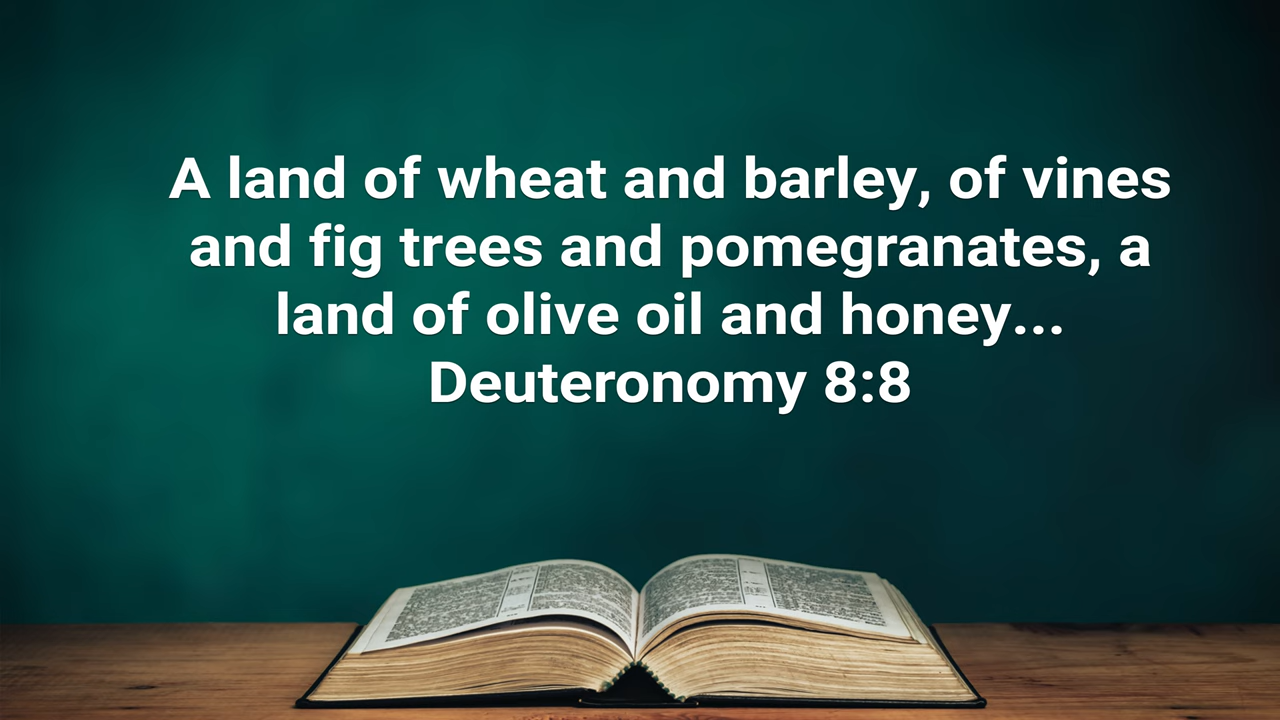 A land of wheat and barley, of vines
and fig trees and pomegranates, a
land of olive oil and honey...
Deuteronomy 8:8